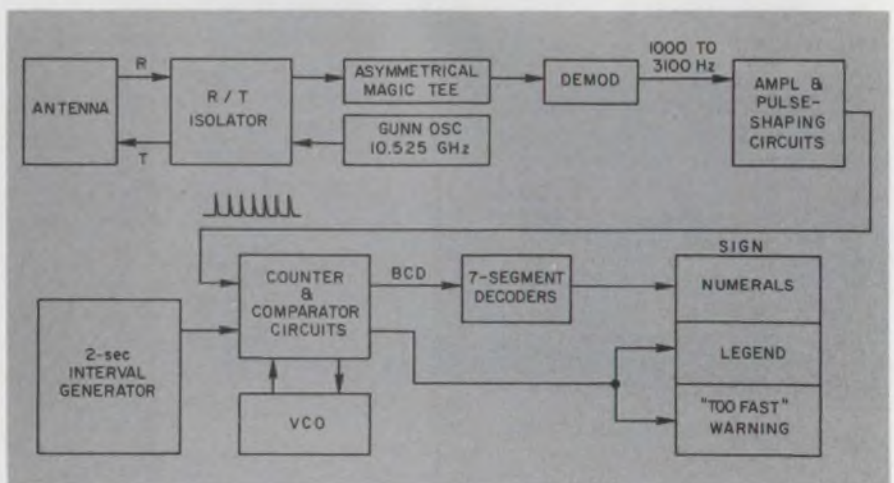 ANTENNA
R
T
R / T
ISOLATOR
ASYMMETRICAL
MAGIC TEE
GUNN OSC
10.525 GHz
DEMOD
1000 TO
3100 Hz
AMPL &
PULSE-
SHAPING
CIRCUITS
2-sec
INTERVAL
GENERATOR
COUNTER
&
COMPARATOR
CIRCUITS
VCO
BCD
7-SEGMENT
DECODERS
SIGN
NUMERALS
LEGEND
"TOO FAST"
WARNING